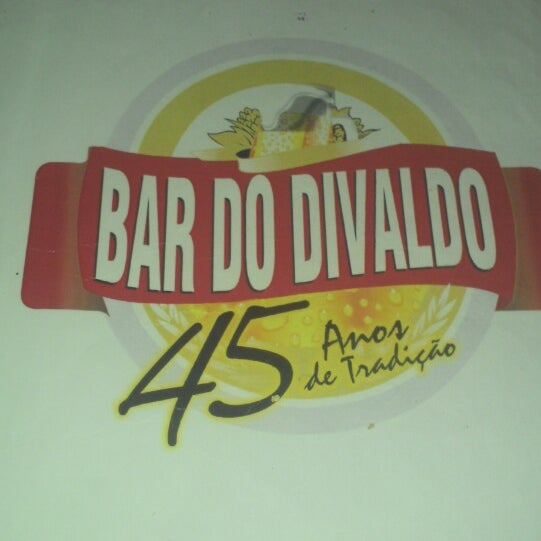 BAR DO DIVALDO
45 Anos
de Tradição